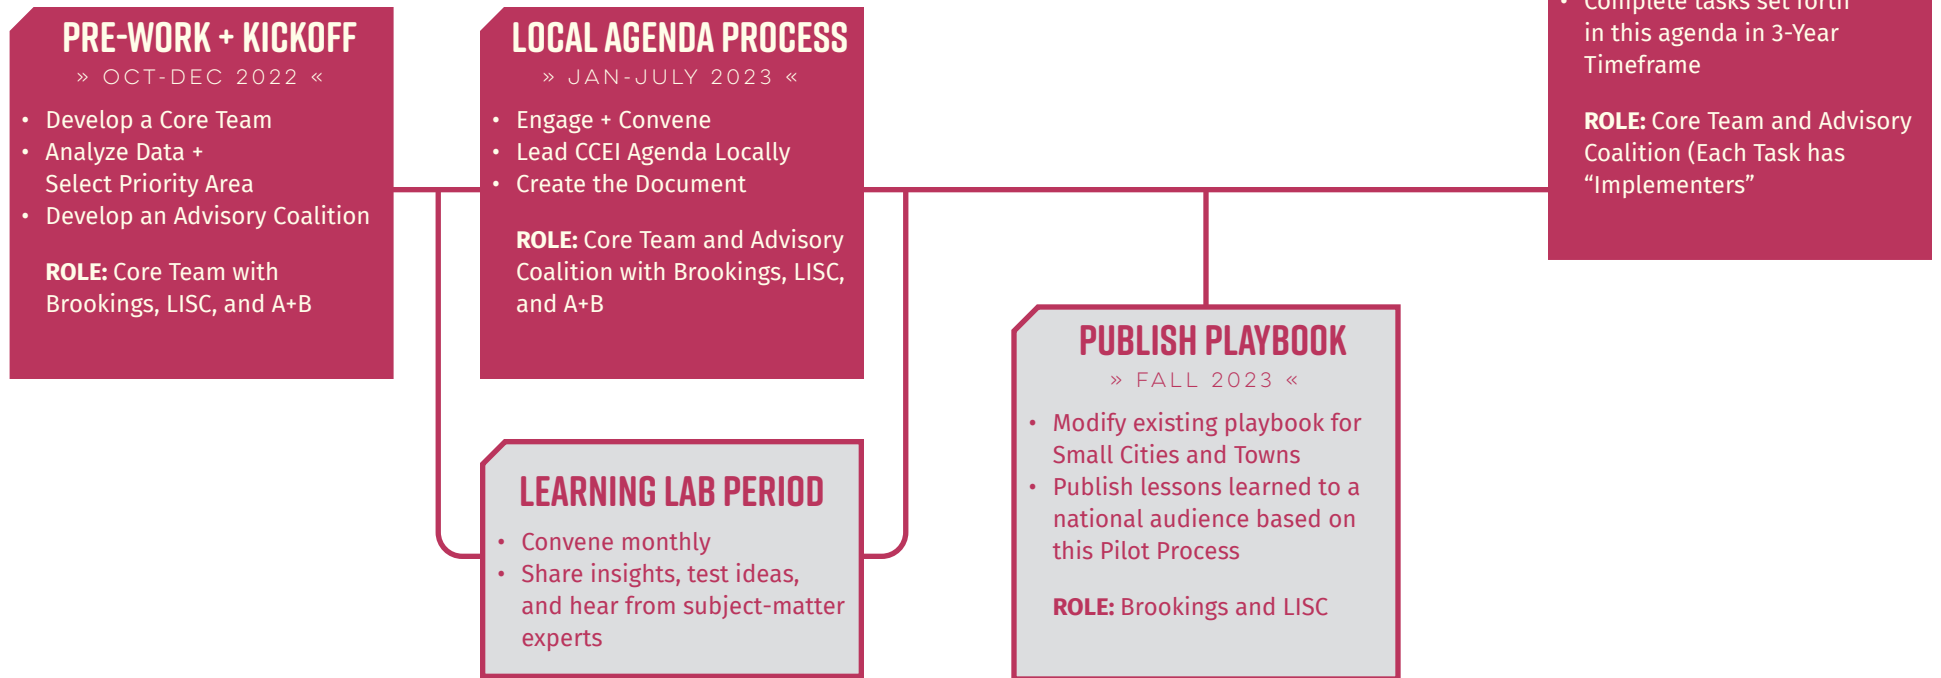 PRE-WORK + KICKOFF
» OCT-DEC 2022 «
• Develop a Core Team
• Analyze Data +
Select Priority Area
• Develop an Advisory Coalition
ROLE: Core Team with
Brookings, LISC, and A+B
LOCAL AGENDA PROCESS
» JAN-JULY 2023 «
• Engage + Convene
• Lead CCEI Agenda Locally
• Create the Document
ROLE: Core Team and Advisory
Coalition with Brookings, LISC,
and A+B
LEARNING LAB PERIOD
• Convene monthly
• Share insights, test ideas,
and hear from subject-matter
experts
PUBLISH PLAYBOOK
» FALL 2023 «
• Modify existing playbook for
Small Cities and Towns
• Publish lessons learned to a
national audience based on
this Pilot Process
ROLE: Brookings and LISC
• Complete tasks set forth
in this agenda in 3-Year
Timeframe
ROLE: Core Team and Advisory
Coalition (Each Task has
“Implementers”